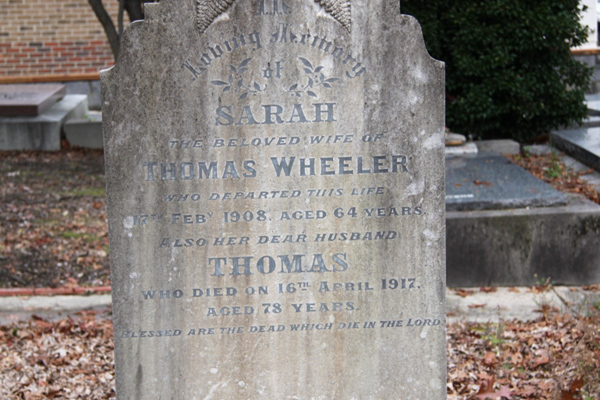 In
Loving Memory
of
SARAH
THE BELOVED WIFE OF
THOMAS WHEELER
WHO DEPARTED THIS LIFE
17TH FEBY 1908. AGED 64 YEARS.
ALSO HER DEAR HUSBAND
THOMAS
WHO DIED ON 16TH APRIL 1917.
AGED 78 YEARS.
BLESSED ARE THE DEAD WHICH DIE IN THE LORD.